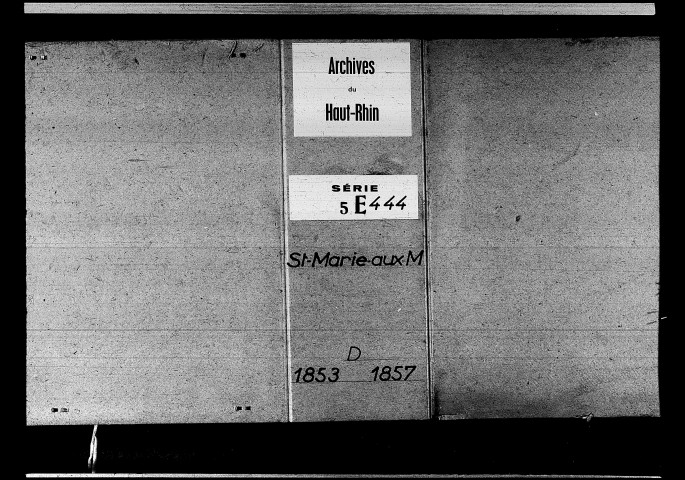 Archives
du
Haut-Rhin
SÉRIE
5 E 444
St-Marie-aux M
D
1853 1857